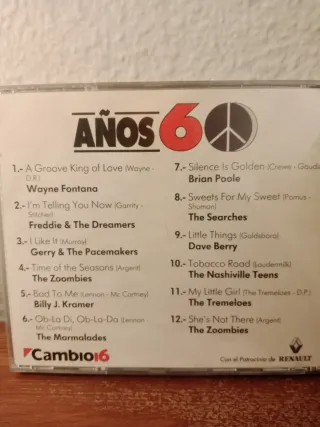 AÑOS 60
1.- A Groove King of Love (Wayne -
D.R.)
Wayne Fontana
2.- I'm Telling You Now (Garrity -
Stitcher)
Freddie & The Dreamers
3.- I Like It (Murray)
Gerry & The Pacemakers
4.- Time of the Seasons (Argent)
The Zoombies
5.- Bad To Me (Lennon - Mc. Cartney)
Billy J. Kramer
6.- Ob-La Di, Ob-La-Da (Lennon -
Mc. Cartney)
The Marmalades
7.- Silence Is Golden (Crewe - Gaudio
Brian Poole
8.- Sweets For My Sweet (Pomus -
Shuman)
The Searches
9.- Little Things (Goldsboro)
Dave Berry
10.- Tobacco Road (Loudermilk)
The Nashiville Teens
11.- My Little Girl (The Tremeloes - D.P.)
The Tremeloes
12.- She's Not There (Argent)
The Zoombies
Cambio16
Con el Patrocinio de RENAULT